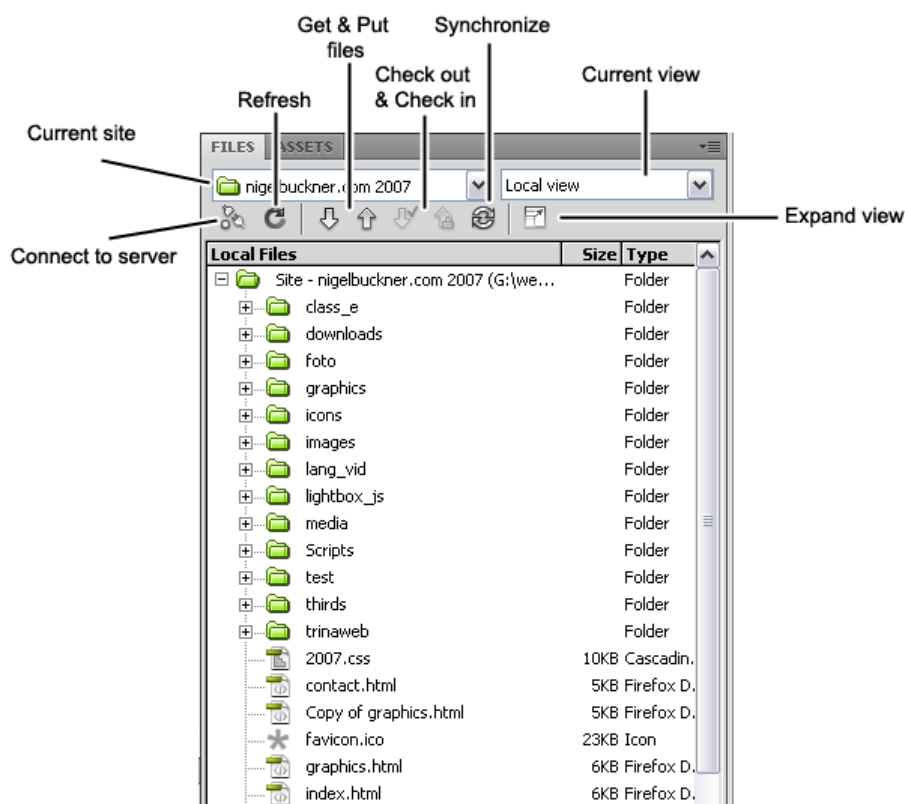 Get & Put
files
Synchronize
Check out
& Check in
Current view
Refresh
Current site
FILES ASSETS
nigelbuckner.com 2007 Local view
Expand view
Connect to server
Local Files Size Type
Site - nigelbuckner.com 2007 (G:\we... Folder
class_e Folder
downloads Folder
foto Folder
graphics Folder
icons Folder
images Folder
lang_vid Folder
lightbox_js Folder
media Folder
Scripts Folder
test Folder
thirds Folder
trinaweb Folder
2007.css 10KB Cascadin.
contact.html 5KB Firefox D.
Copy of graphics.html 5KB Firefox D.
favicon.ico 23KB Icon
graphics.html 6KB Firefox D.
index.html 6KB Firefox D.